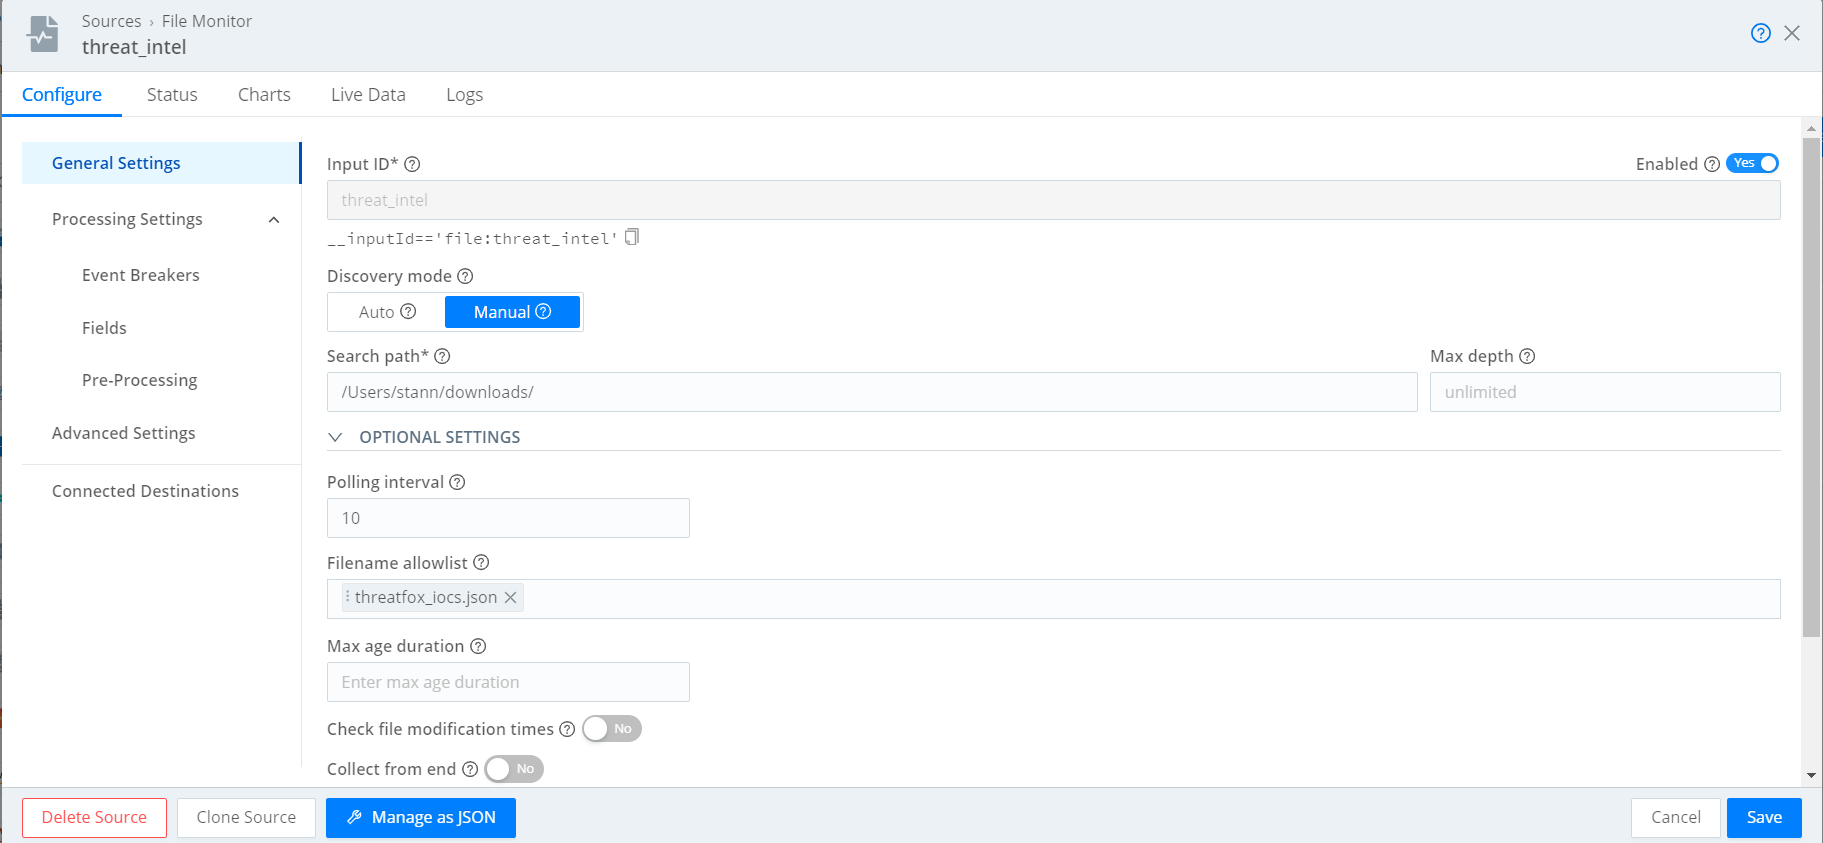 Sources › File Monitor
threat_intel
Configure Status Charts Live Data Logs
General Settings
Processing Settings
Event Breakers
Fields
Pre-Processing
Advanced Settings
Connected Destinations
Input ID* Enabled Yes
threat_intel
__inputId=='file:threat_intel'
Discovery mode
Auto Manual
Search path* Max depth
/Users/stann/downloads/ unlimited
OPTIONAL SETTINGS
Polling interval
10
Filename allowlist
threatfox_iocs.json
Max age duration
Enter max age duration
Check file modification times No
Collect from end No
Delete Source Clone Source Manage as JSON Cancel Save